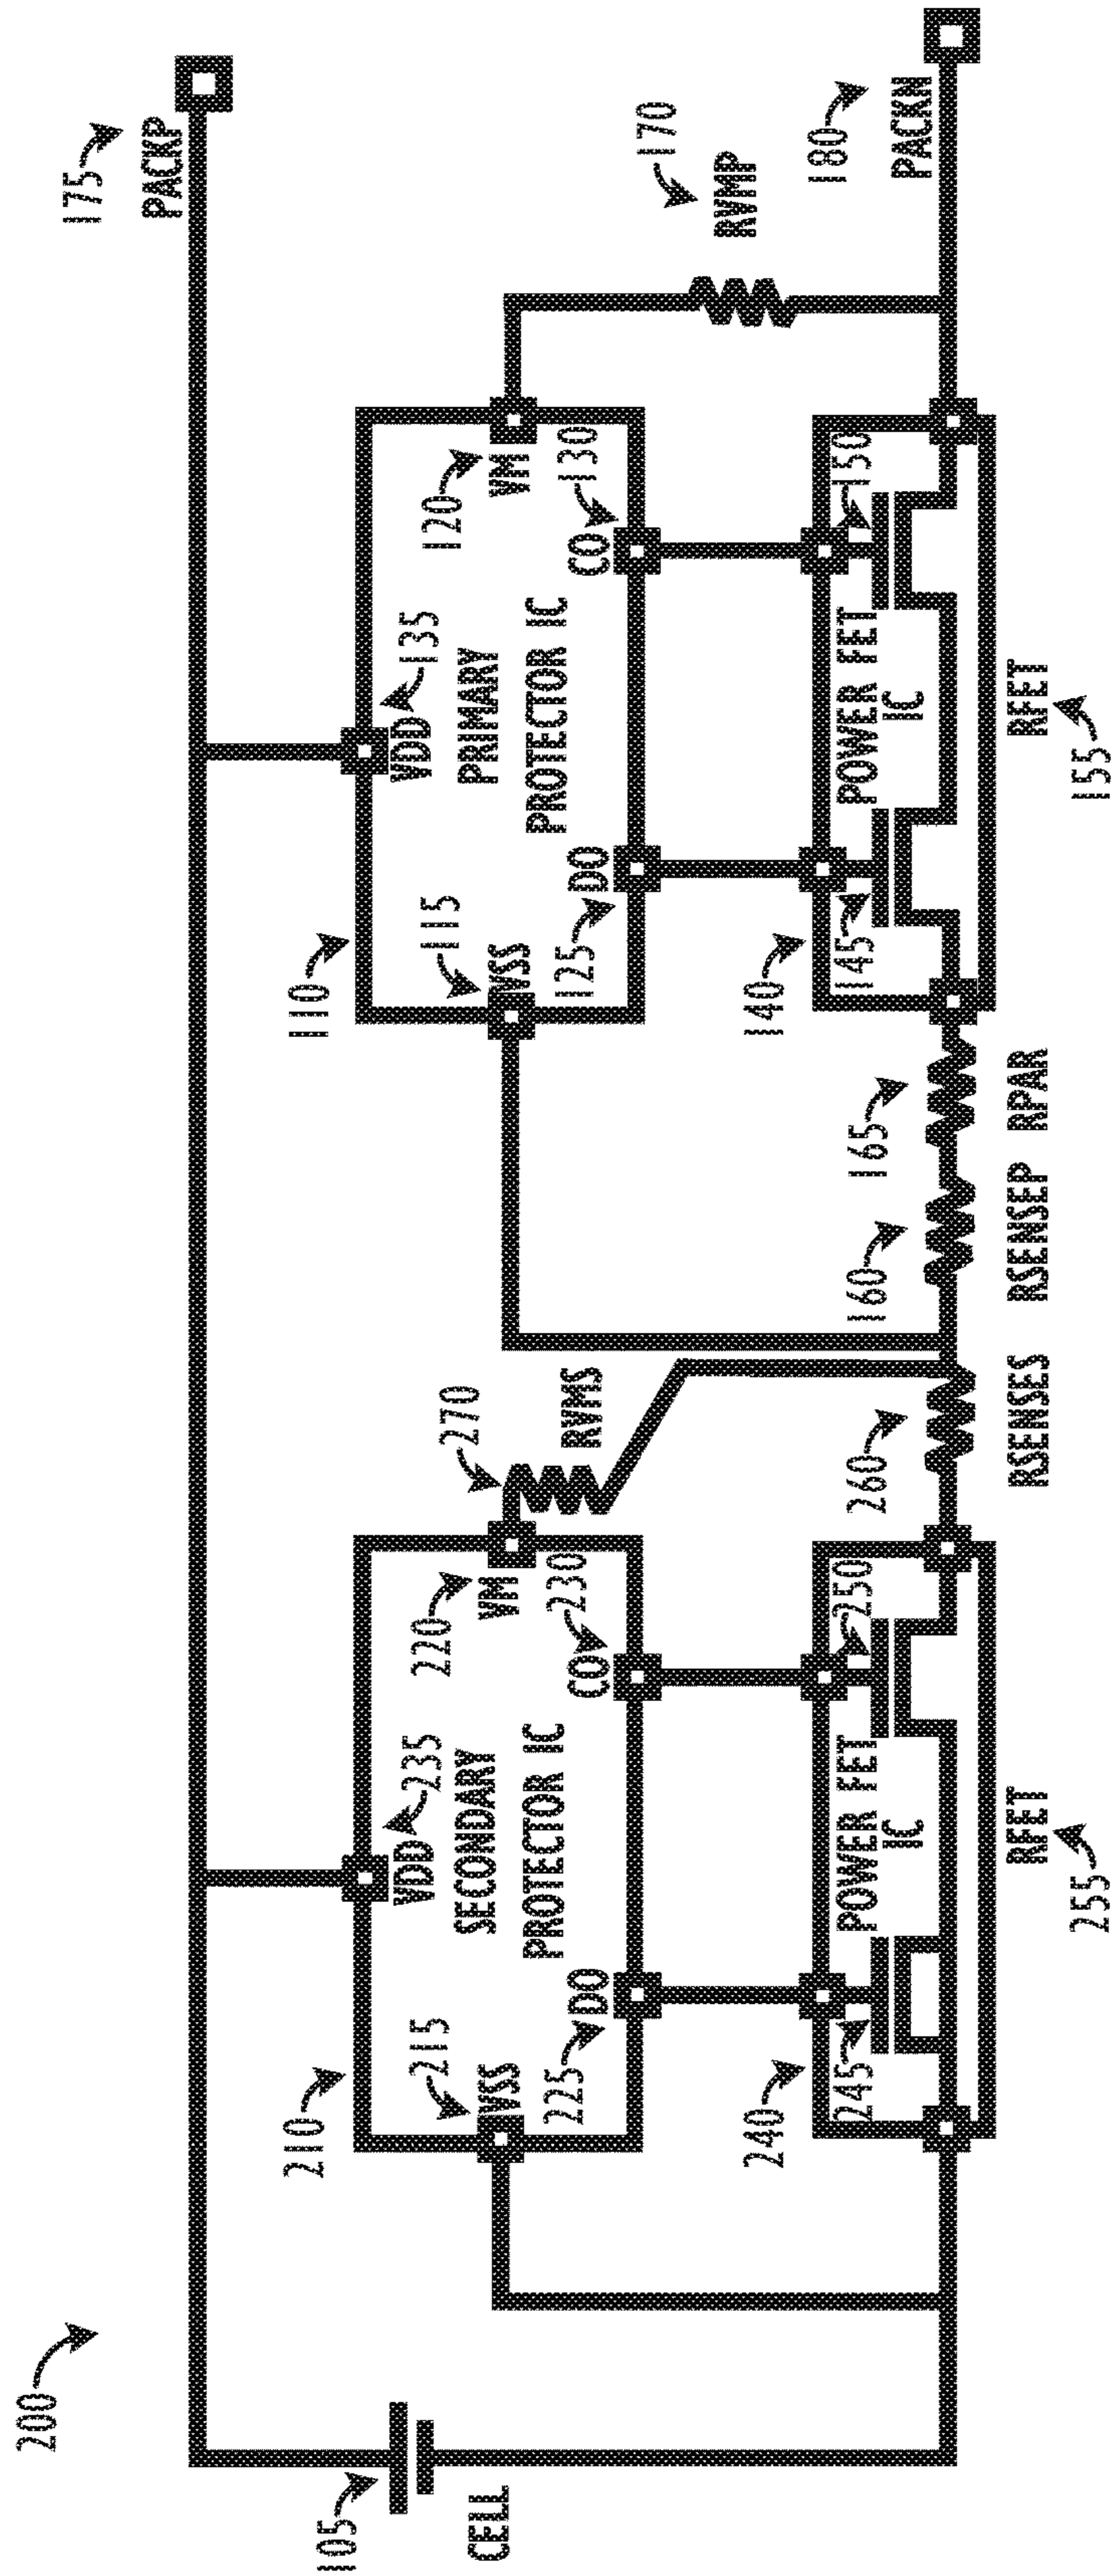 200
175
PACKP
105
CELL
210
215
VSS
VDD
235
SECONDARY
PROTECTOR IC
220
VM
225
DO
CO
230
270
RVMS
110
115
VSS
VDD
135
PRIMARY
PROTECTOR IC
120
VM
125
DO
CO
130
170
RVMP
180
PACKN
240
245
POWER FET
IC
250
RFET
255
260
RSENSES
160
RSENSEP
165
RPAR
140
145
POWER FET
IC
150
RFET
155